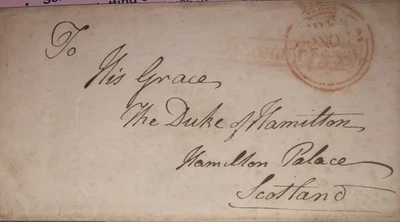 To
His Grace
The Duke of Hamilton
Hamilton Palace
Scotland